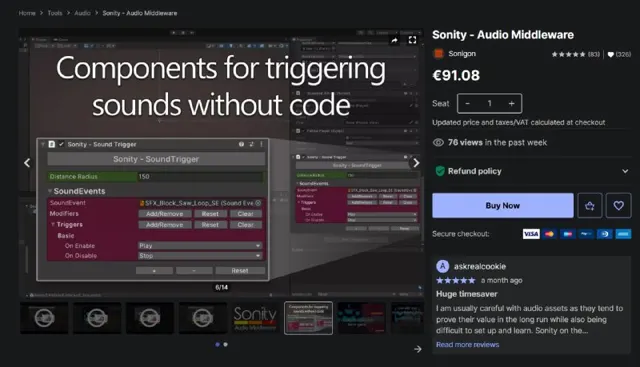 Home > Tools > Audio > Sonity - Audio Middleware
Components for triggering
sounds without code
Sonity - Sound Trigger
Sonity - SoundTrigger
Distance Radius 150
SoundEvents
SoundEvent SFX_Block_Saw_Loop_SE (Sound Eve
Modifiers Add/Remove Reset Clear
Triggers Add/Remove Reset Clear
Basic
On Enable Play
On Disable Stop
+ - Reset
6/14
Sonity
Audio Middleware
Sonity - Audio Middleware
Sonigon
(83) (326)
€91.08
Seat - 1 +
Updated price and taxes/VAT calculated at checkout
76 views in the past week
Refund policy
Buy Now
Secure checkout: VISA
A askrealcookie
a month ago
Huge timesaver
I am usually careful with audio assets as they tend to
prove their value in the long run while also being
difficult to set up and learn. Sonity on the...
Read more reviews